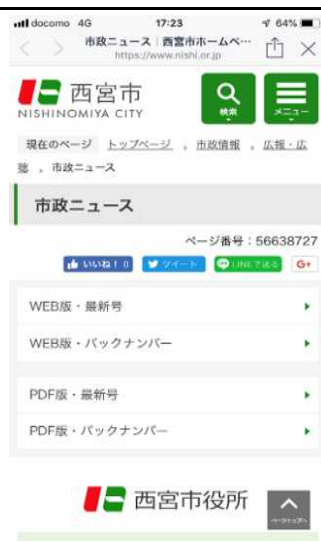 docomo 4G 17:23 64%
市政ニュース | 西宮市ホームペ…
https://www.nishi.or.jp
西宮市
NISHINOMIYA CITY
検索
メニュー
現在のページ トップページ , 市政情報 , 広報・広
聴 , 市政ニュース
市政ニュース
ページ番号：56638727
いいね！ 0 ツイート LINEで送る G+
WEB版・最新号
WEB版・バックナンバー
PDF版・最新号
PDF版・バックナンバー
西宮市役所
ページトップへ